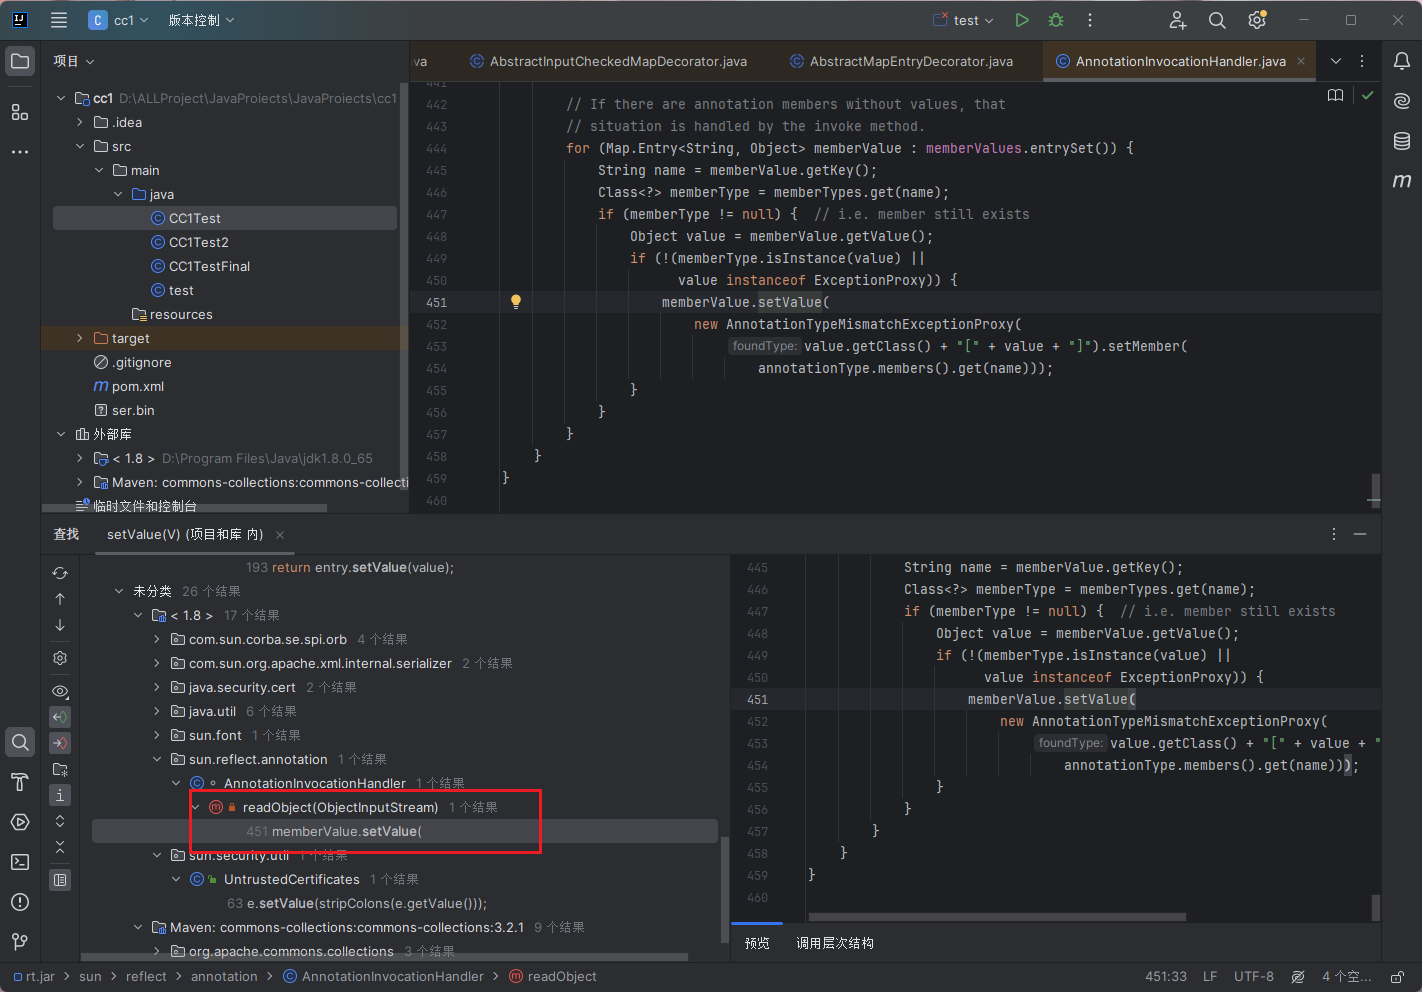 cc1 版本控制 test
项目
va AbstractInputCheckedMapDecorator.java AbstractMapEntryDecorator.java AnnotationInvocationHandler.java
cc1 D:\ALLProject\JavaProjects\JavaProjects\cc1
.idea
src
main
java
CC1Test
CC1Test2
CC1TestFinal
test
resources
target
.gitignore
pom.xml
ser.bin
外部库
< 1.8 > D:\Program Files\Java\jdk1.8.0_65
Maven: commons-collections:commons-collecti
临时文件和控制台
441
442 // If there are annotation members without values, that
443 // situation is handled by the invoke method.
444 for (Map.Entry<String, Object> memberValue : memberValues.entrySet()) {
445 String name = memberValue.getKey();
446 Class<?> memberType = memberTypes.get(name);
447 if (memberType != null) { // i.e. member still exists
448 Object value = memberValue.getValue();
449 if (!(memberType.isInstance(value) ||
450 value instanceof ExceptionProxy)) {
451 memberValue.setValue(
452 new AnnotationTypeMismatchExceptionProxy(
453 foundType: value.getClass() + "[" + value + "]").setMember(
454 annotationType.members().get(name)));
455 }
456 }
457 }
458 }
459 }
460
查找 setValue(V) (项目和库 内)
193 return entry.setValue(value);
未分类 26 个结果
< 1.8 > 17 个结果
com.sun.corba.se.spi.orb 4 个结果
com.sun.org.apache.xml.internal.serializer 2 个结果
java.security.cert 2 个结果
java.util 6 个结果
sun.font 1 个结果
sun.reflect.annotation 1 个结果
AnnotationInvocationHandler 1 个结果
readObject(ObjectInputStream) 1 个结果
451 memberValue.setValue(
sun.security.util 1 个结果
UntrustedCertificates 1 个结果
63 e.setValue(stripColons(e.getValue()));
Maven: commons-collections:commons-collections:3.2.1 9 个结果
org.apache.commons.collections 3 个结果
445 String name = memberValue.getKey();
446 Class<?> memberType = memberTypes.get(name);
447 if (memberType != null) { // i.e. member still exists
448 Object value = memberValue.getValue();
449 if (!(memberType.isInstance(value) ||
450 value instanceof ExceptionProxy)) {
451 memberValue.setValue(
452 new AnnotationTypeMismatchExceptionProxy(
453 foundType: value.getClass() + "[" + value + "
454 annotationType.members().get(name)));
455 }
456 }
457 }
458 }
459 }
460
预览 调用层次结构
rt.jar sun reflect annotation AnnotationInvocationHandler readObject 451:33 LF UTF-8 4 个空...